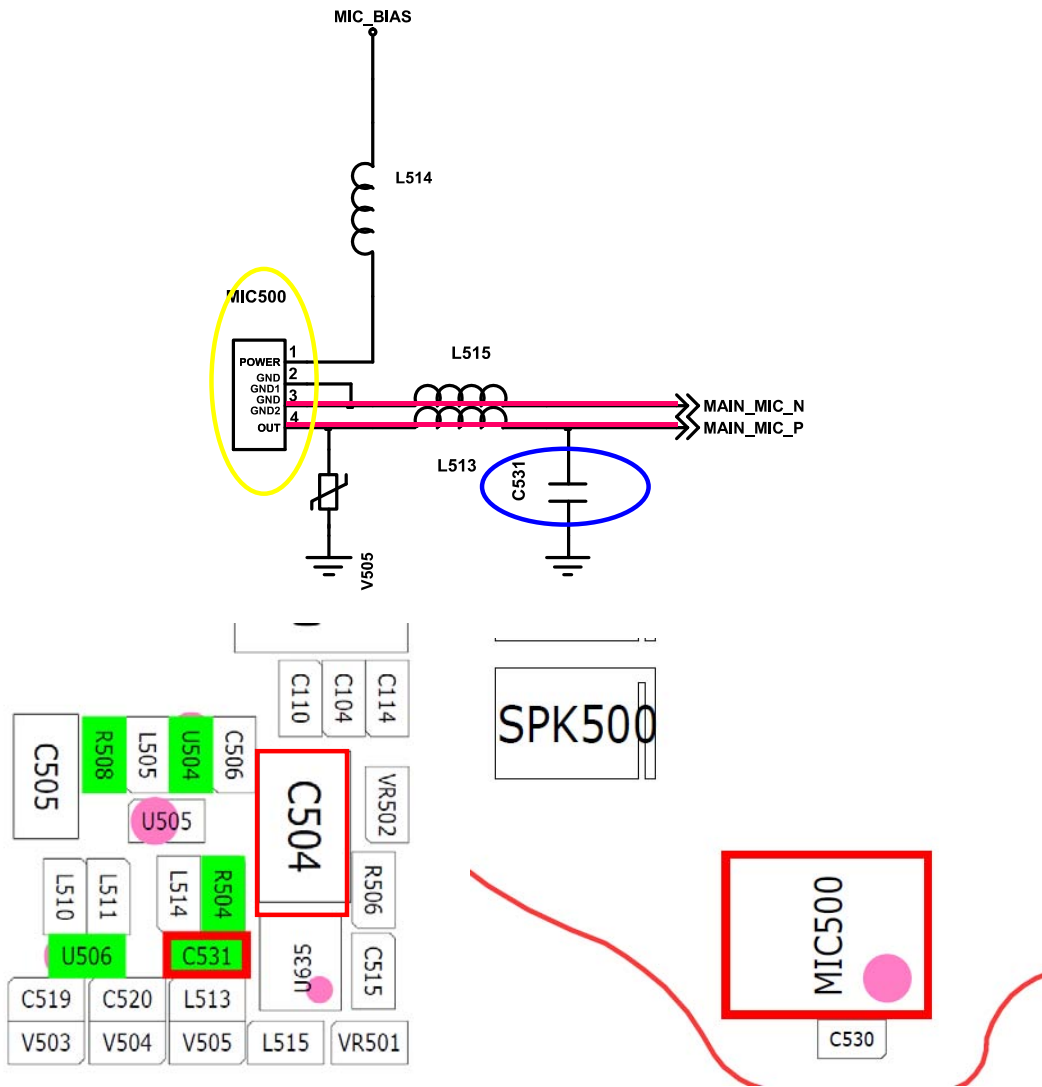 MIC_BIAS
L514
MIC500
POWER
1
GND
2
GND1
GND
3
GND2
OUT
4
L515
L513
MAIN_MIC_N
MAIN_MIC_P
C531
V505
C110
C104
C114
C505
R508
L505
U504
C506
U505
C504
VR502
L510
L511
L514
R504
R506
U506
C531
U635
C515
C519
C520
L513
V503
V504
V505
L515
VR501
SPK500
MIC500
C530